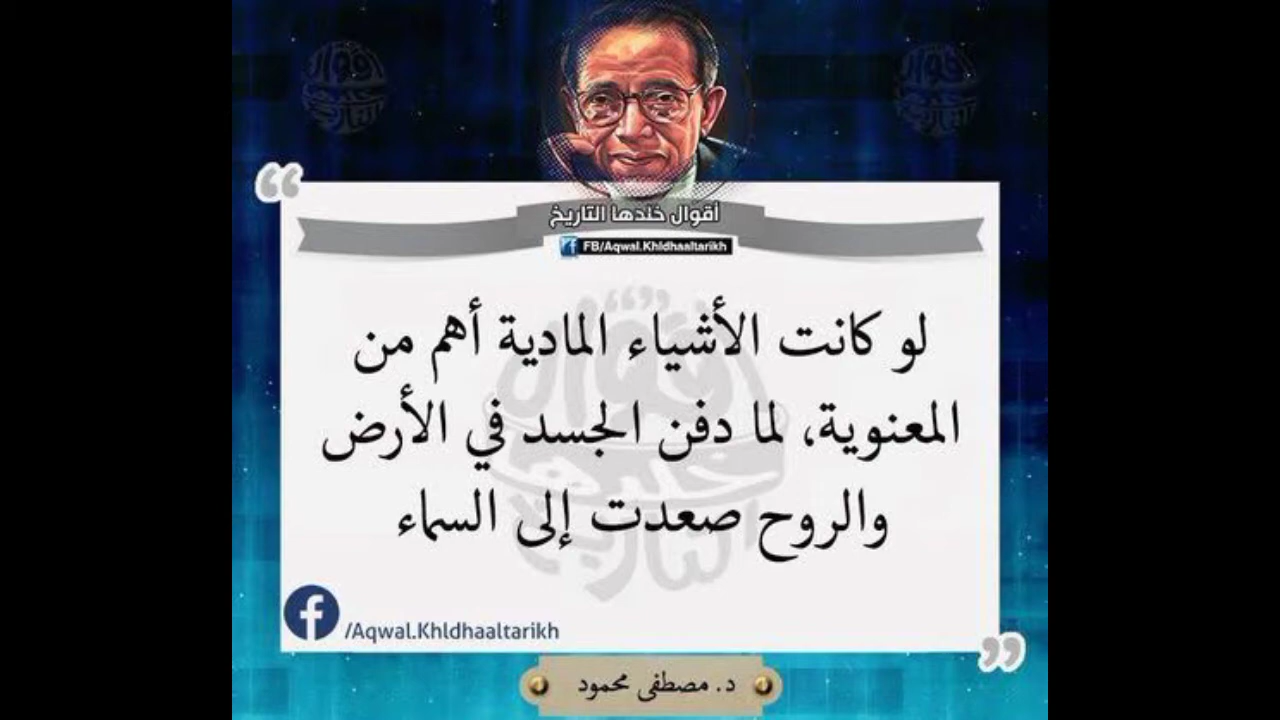 أقوال خلدها التاريخ
FB/Aqwal.Khldhaaltarikh
لو كانت الأشياء المادية أهم من
المعنوية، لما دفن الجسد في الأرض
والروح صعدت إلى السماء
/Aqwal.Khldhaaltarikh
د. مصطفى محمود